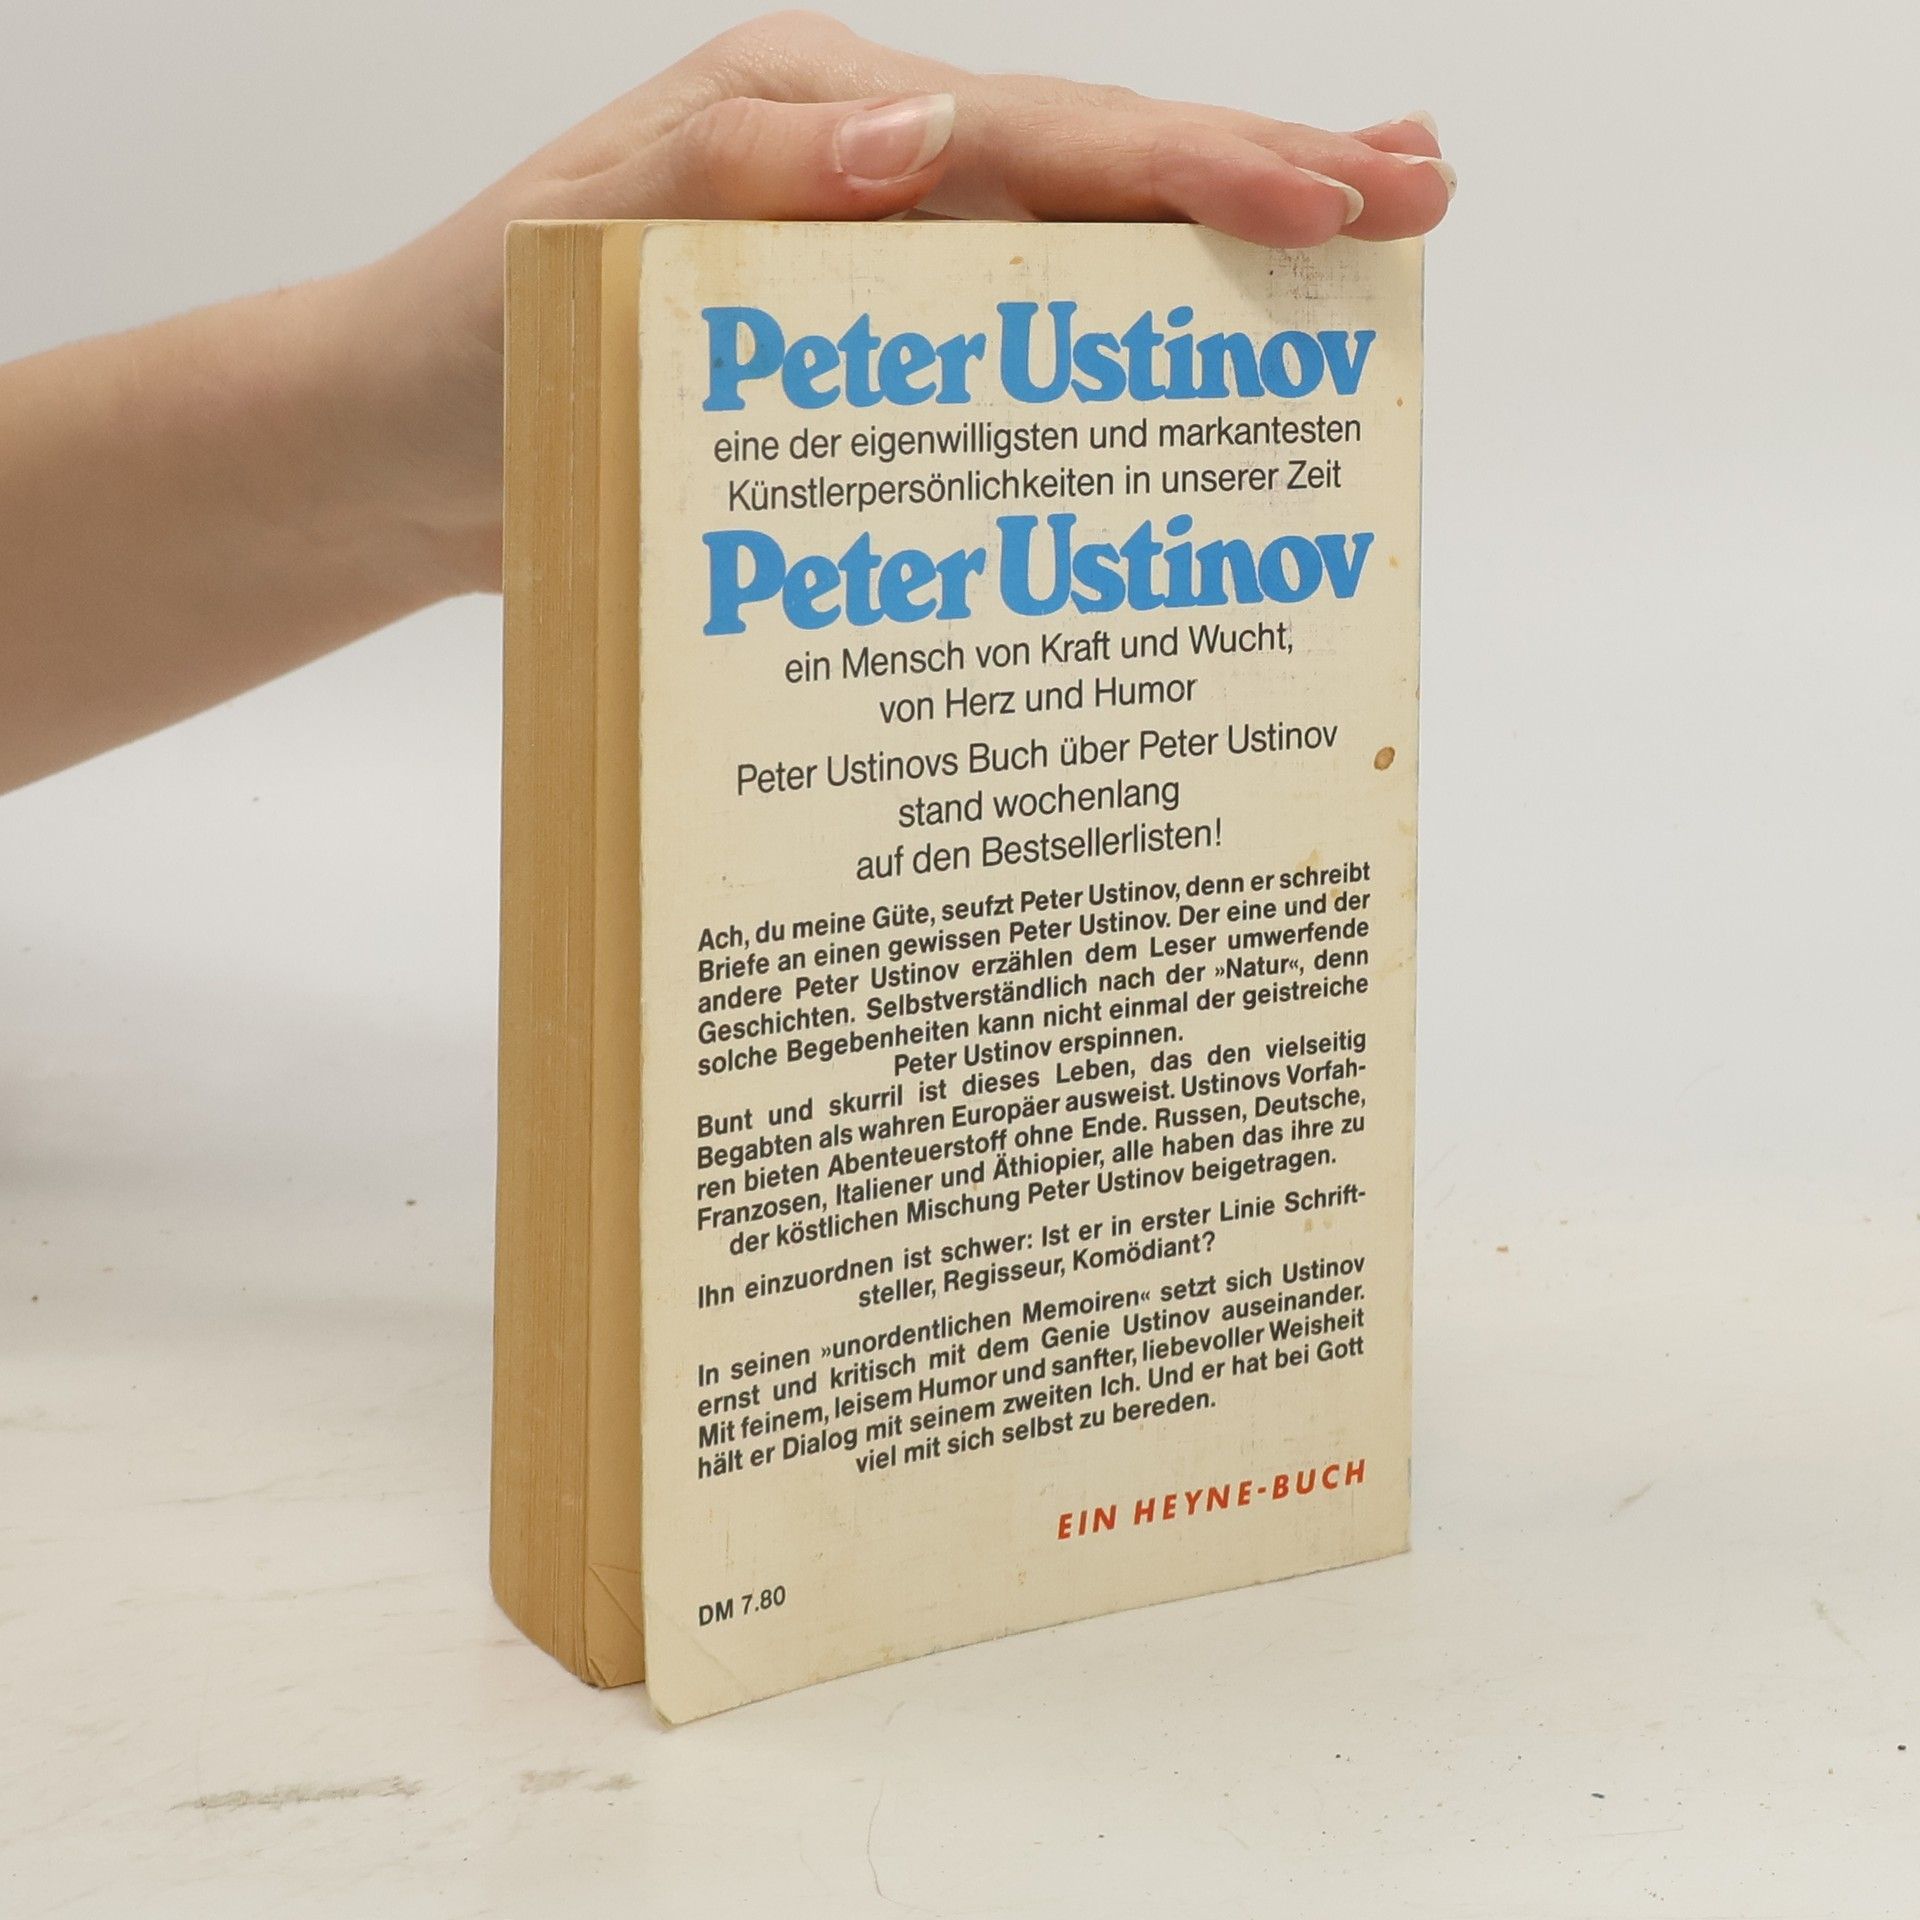 Peter Ustinov
eine der eigenwilligsten und markantesten
Künstlerpersönlichkeiten in unserer Zeit
Peter Ustinov
ein Mensch von Kraft und Wucht,
von Herz und Humor
Peter Ustinovs Buch über Peter Ustinov
stand wochenlang
auf den Bestsellerlisten!
Ach, du meine Güte, seufzt Peter Ustinov, denn er schreibt
Briefe an einen gewissen Peter Ustinov. Der eine und der
andere Peter Ustinov erzählen dem Leser umwerfende
Geschichten. Selbstverständlich nach der »Natur«, denn
solche Begebenheiten kann nicht einmal der geistreiche
Peter Ustinov erspinnen.
Bunt und skurril ist dieses Leben, das den vielseitig
Begabten als wahren Europäer ausweist. Ustinovs Vorfah-
ren bieten Abenteuerstoff ohne Ende. Russen, Deutsche,
Franzosen, Italiener und Äthiopier, alle haben das ihre zu
der köstlichen Mischung Peter Ustinov beigetragen.
Ihn einzuordnen ist schwer: Ist er in erster Linie Schrift-
steller, Regisseur, Komödiant?
In seinen »unordentlichen Memoiren« setzt sich Ustinov
ernst und kritisch mit dem Genie Ustinov auseinander.
Mit feinem, leisem Humor und sanfter, liebevoller Weisheit
hält er Dialog mit seinem zweiten Ich. Und er hat bei Gott
viel mit sich selbst zu bereden.
EIN HEYNE-BUCH
DM 7.80